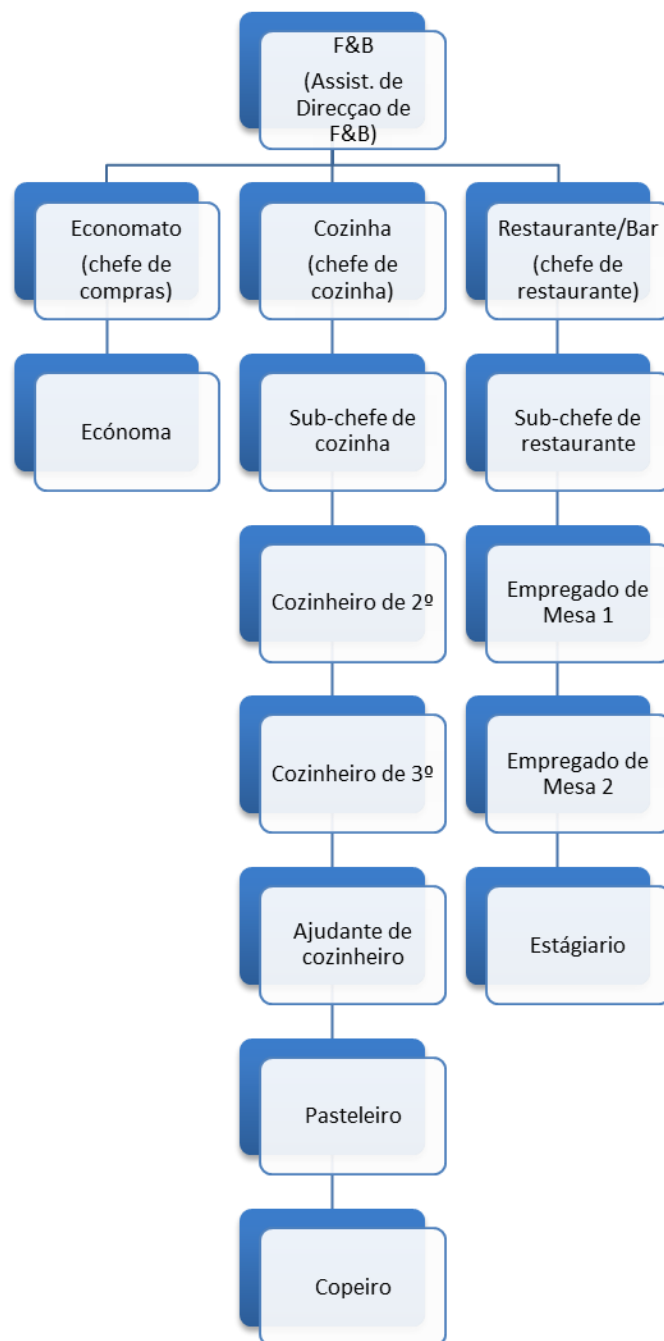 F&B
(Assist. de
Direcçao de
F&B)
Economato
(chefe de
compras)
Cozinha
(chefe de
cozinha)
Restaurante/Bar
(chefe de
restaurante)
Ecónoma
Sub-chefe de
cozinha
Sub-chefe de
restaurante
Cozinheiro de 2º
Empregado de
Mesa 1
Cozinheiro de 3º
Empregado de
Mesa 2
Ajudante de
cozinheiro
Estágiario
Pasteleiro
Copeiro